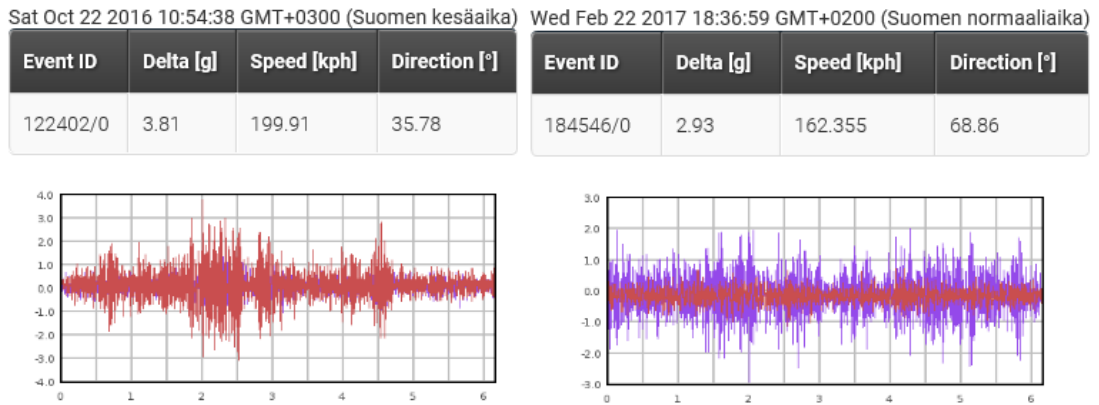 Sat Oct 22 2016 10:54:38 GMT+0300 (Suomen kesäaika)
Event ID Delta [g] Speed [kph] Direction [°]
122402/0 3.81 199.91 35.78
4.0
3.0
2.0
1.0
0.0
-1.0
-2.0
-3.0
-4.0
0 1 2 3 4 5 6
Wed Feb 22 2017 18:36:59 GMT+0200 (Suomen normaaliaika)
Event ID Delta [g] Speed [kph] Direction [°]
184546/0 2.93 162.355 68.86
3.0
2.0
1.0
0.0
-1.0
-2.0
-3.0
0 1 2 3 4 5 6